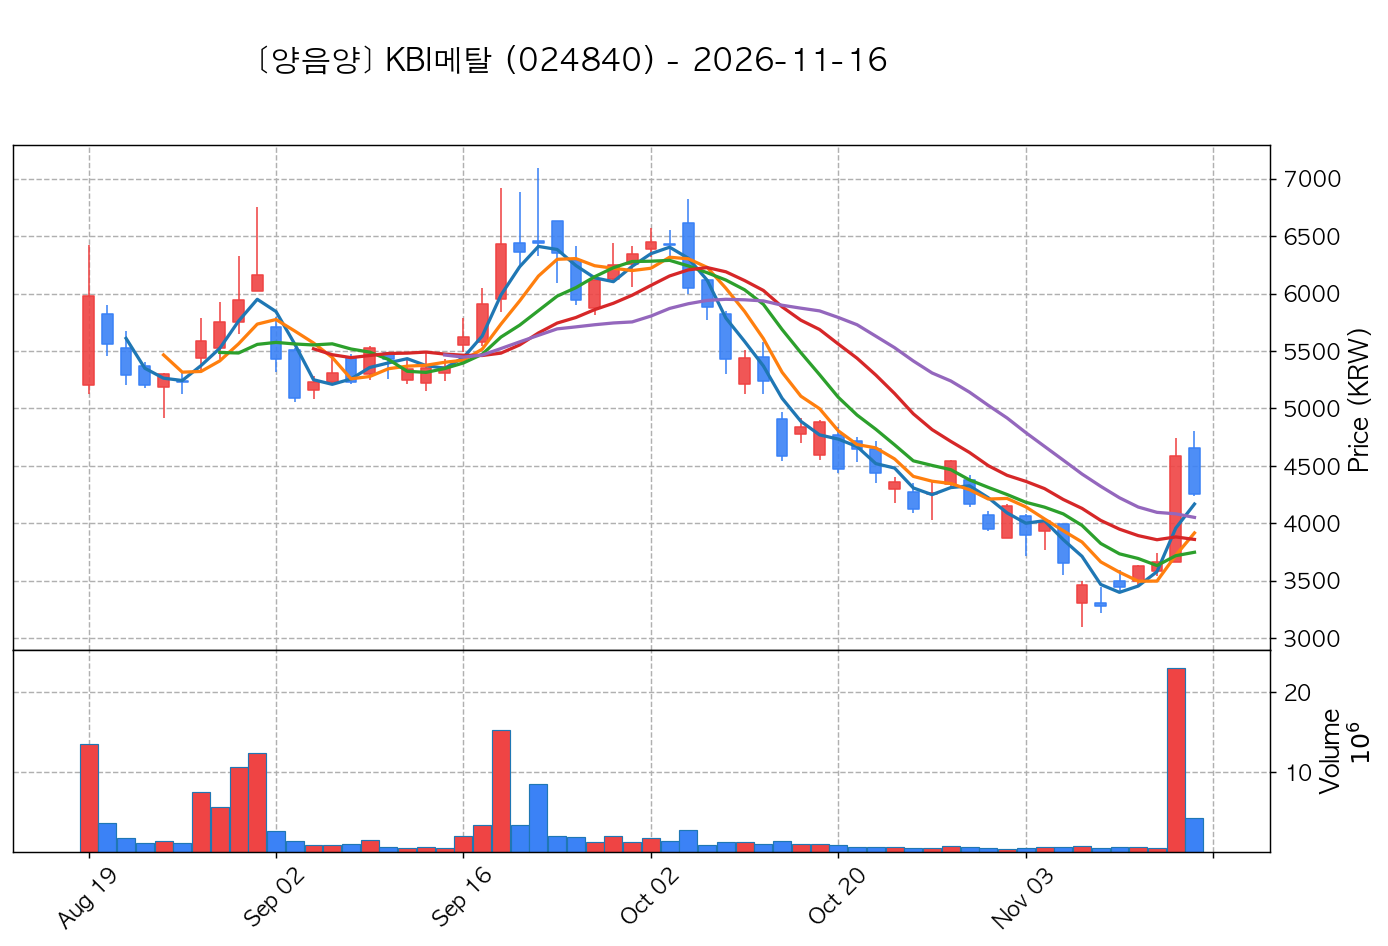 〔양음양〕 KBI메탈 (024840) - 2026-11-16
7000
6500
6000
5500
5000
4500
4000
3500
3000
Price (KRW)
20
10
Volume
10⁶
Aug 19
Sep 02
Sep 16
Oct 02
Oct 20
Nov 03